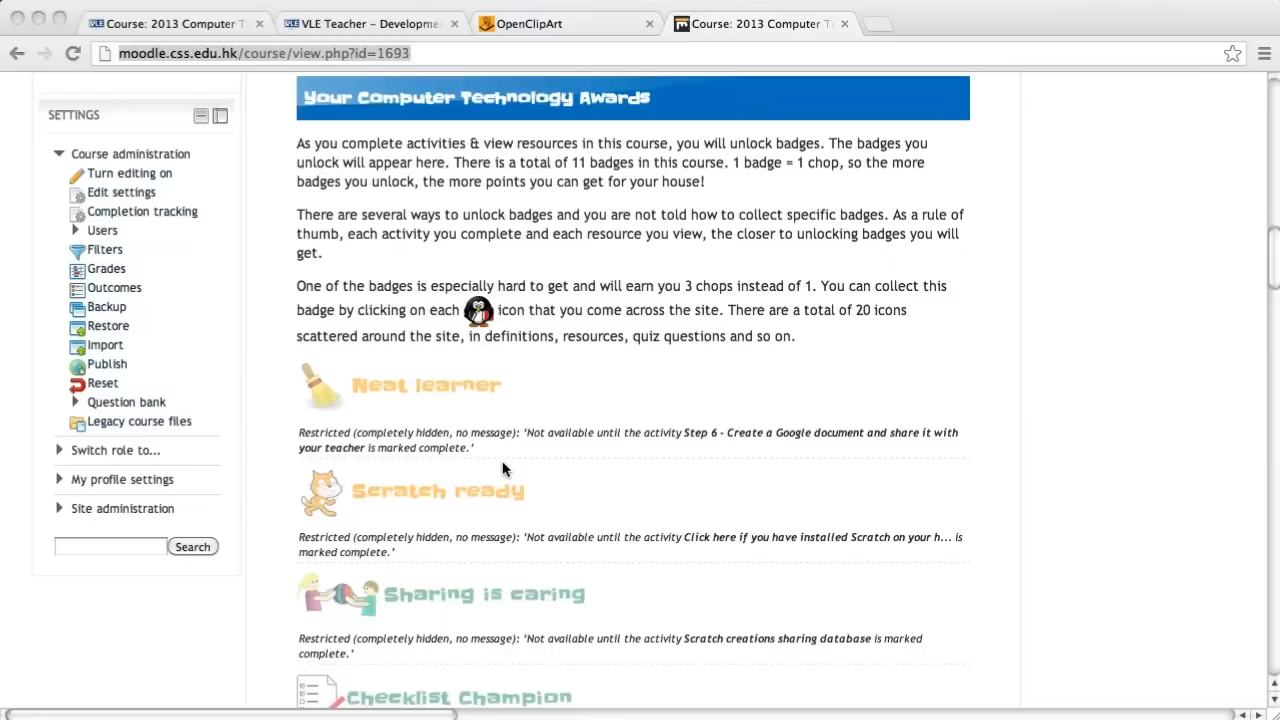 Course: 2013 Computer T
VLE Teacher – Developme
OpenClipArt
Course: 2013 Computer T
moodle.css.edu.hk/course/view.php?id=1693
SETTINGS
Course administration
Turn editing on
Edit settings
Completion tracking
Users
Filters
Grades
Outcomes
Backup
Restore
Import
Publish
Reset
Question bank
Legacy course files
Switch role to...
My profile settings
Site administration
Search
Your Computer Technology Awards
As you complete activities & view resources in this course, you will unlock badges. The badges you
unlock will appear here. There is a total of 11 badges in this course. 1 badge = 1 chop, so the more
badges you unlock, the more points you can get for your house!
There are several ways to unlock badges and you are not told how to collect specific badges. As a rule of
thumb, each activity you complete and each resource you view, the closer to unlocking badges you will
get.
One of the badges is especially hard to get and will earn you 3 chops instead of 1. You can collect this
badge by clicking on each icon that you come across the site. There are a total of 20 icons
scattered around the site, in definitions, resources, quiz questions and so on.
Neat learner
Restricted (completely hidden, no message): ‘Not available until the activity Step 6 - Create a Google document and share it with
your teacher is marked complete.’
Scratch ready
Restricted (completely hidden, no message): ‘Not available until the activity Click here if you have installed Scratch on your h... is
marked complete.’
Sharing is caring
Restricted (completely hidden, no message): ‘Not available until the activity Scratch creations sharing database is marked
complete.’
Checklist Champion